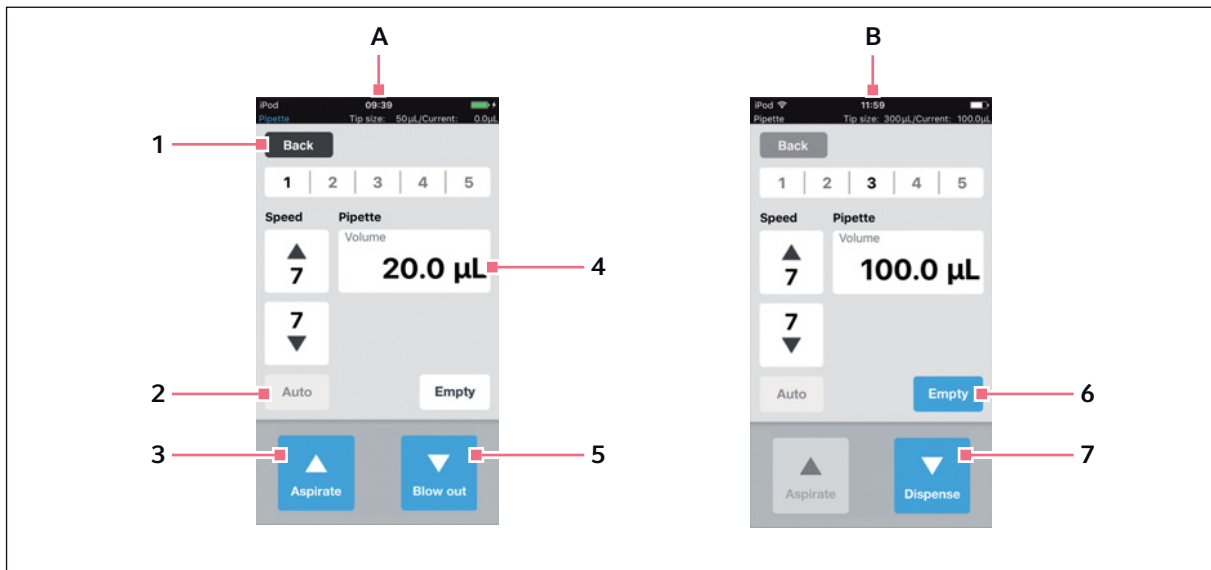 A
B
iPod 09:39
Pipette Tip size: 50µL/Current: 0.0µL
1
Back
1 2 3 4 5
Speed Pipette
Volume
7
20.0 µL
4
7
2
Auto
Empty
3
Aspirate
Blow out
5
iPod 11:59
Pipette Tip size: 300µL/Current: 100.0µL
Back
1 2 3 4 5
Speed Pipette
Volume
7
100.0 µL
7
Auto
Empty
6
Aspirate
Dispense
7